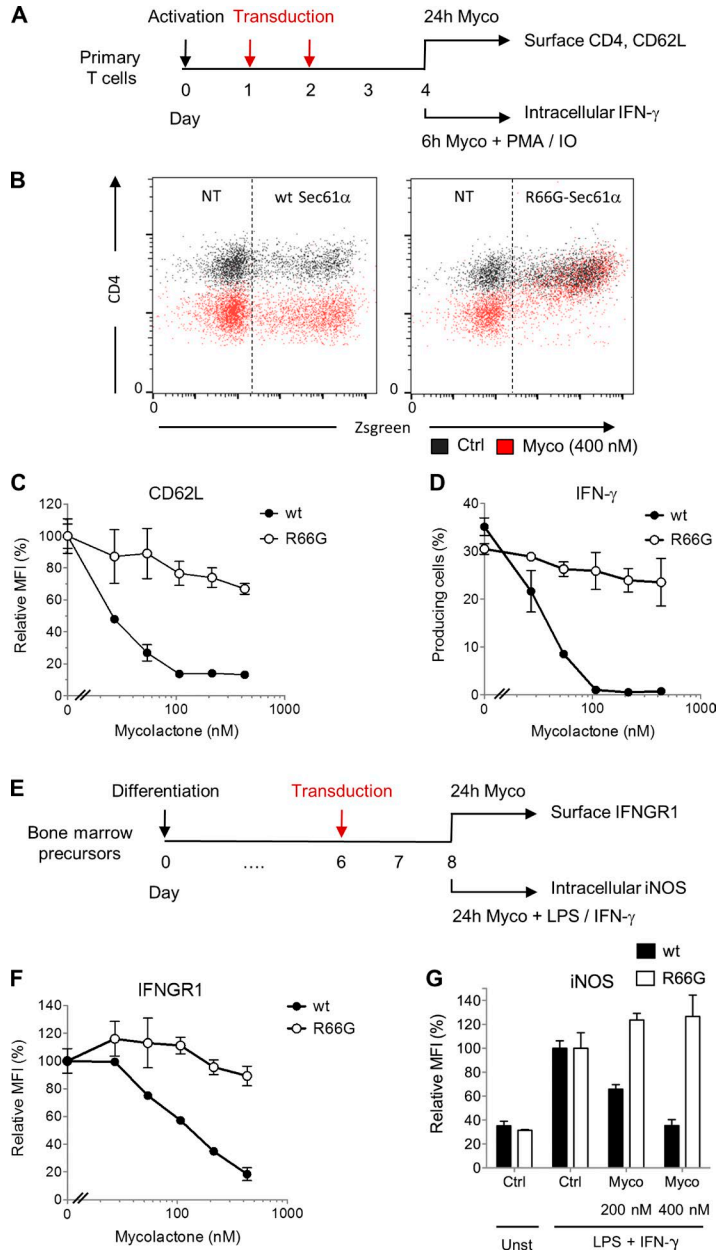 A
Activation Transduction 24h Myco
Surface CD4, CD62L
Primary
T cells
0 1 2 3 4
Day
Intracellular IFN-γ
6h Myco + PMA / IO
B
NT wt Sec61α NT R66G-Sec61α
CD4
0 0
0 0
Zsgreen
Ctrl Myco (400 nM)
C
CD62L
wt
R66G
Relative MFI (%)
120
100
80
60
40
20
0
0 100 1000
Mycolactone (nM)
D
IFN-γ
wt
R66G
Producing cells (%)
40
30
20
10
0
0 100 1000
Mycolactone (nM)
E
Differentiation Transduction 24h Myco
Surface IFNGR1
Bone marrow
precursors
0 .... 6 7 8
Day
Intracellular iNOS
24h Myco + LPS / IFN-γ
F
IFNGR1
wt
R66G
Relative MFI (%)
140
120
100
80
60
40
20
0
0 100 1000
Mycolactone (nM)
G
wt
iNOS R66G
Relative MFI (%)
140
120
100
80
60
40
20
0
Ctrl Ctrl Myco Myco
200 nM 400 nM
Unst LPS + IFN-γ